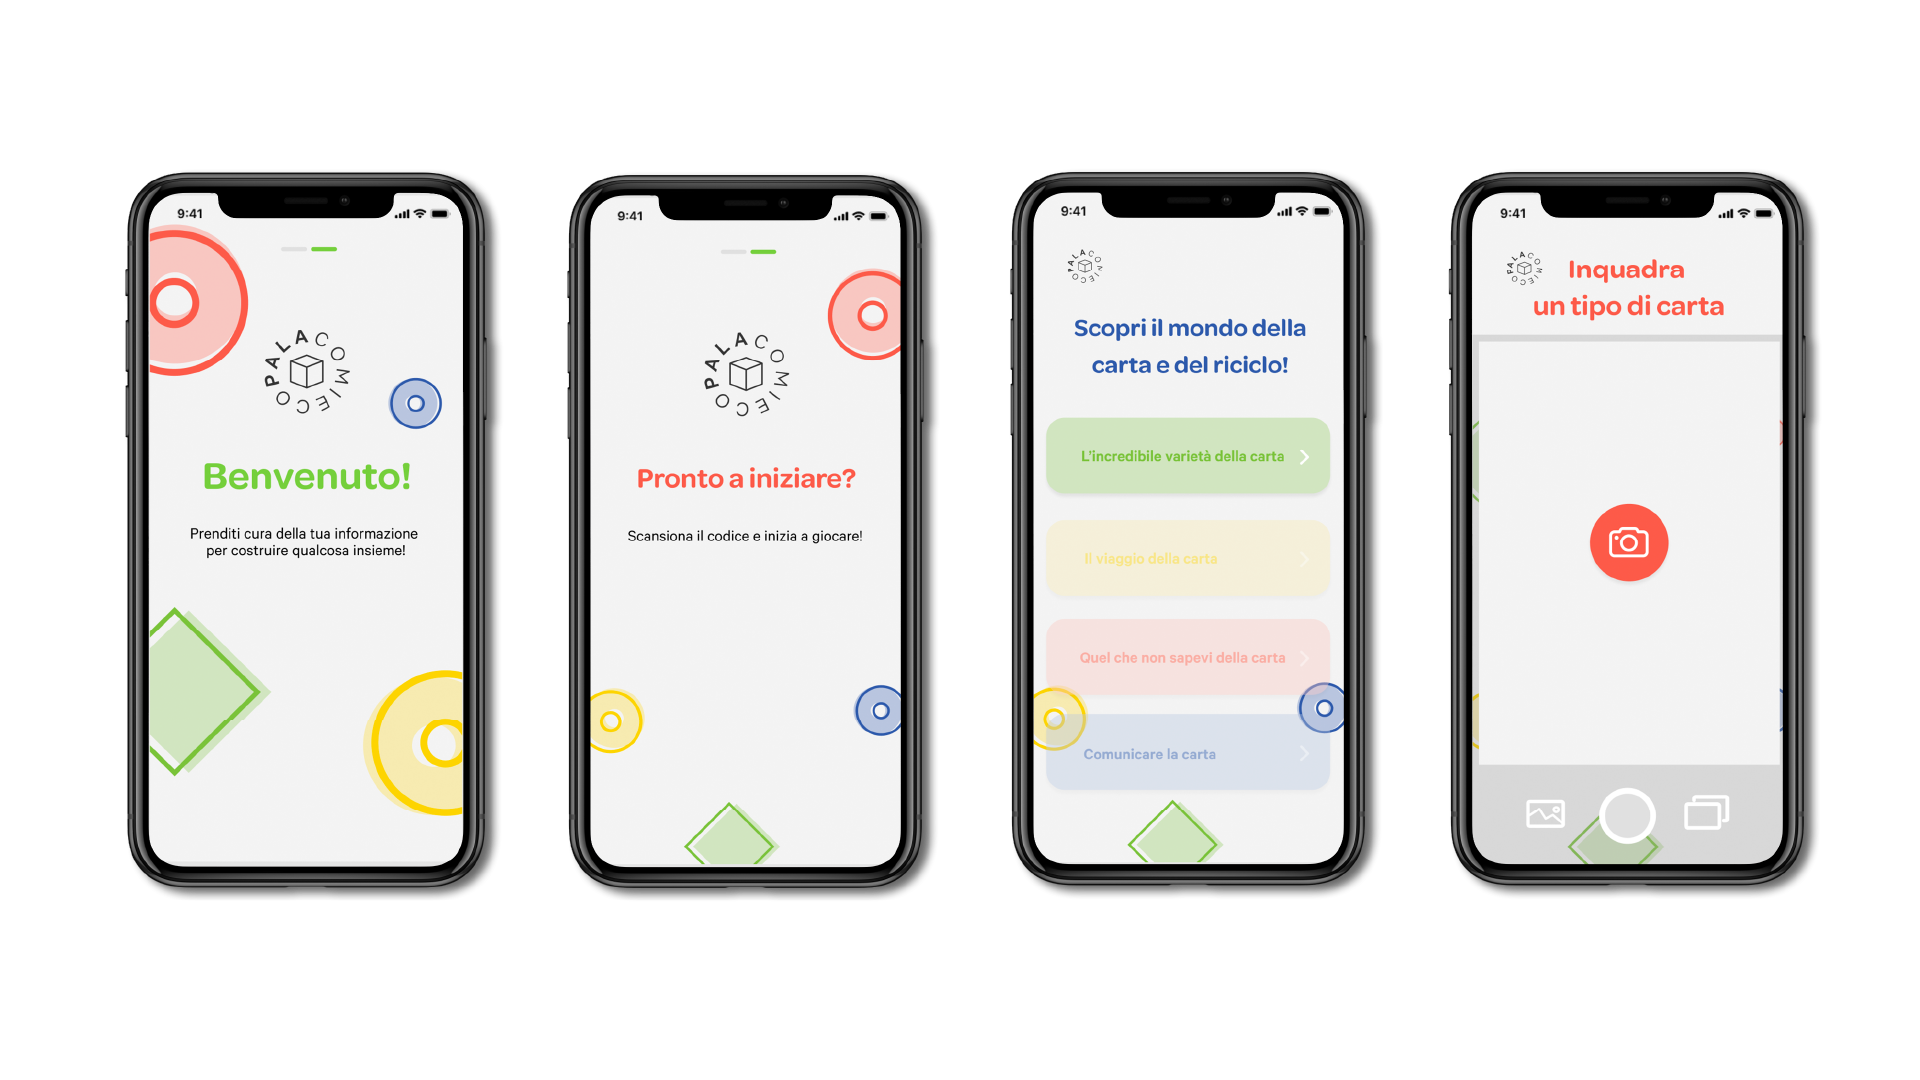 9:41
PALACOMIECO
Benvenuto!
Prenditi cura della tua informazione
per costruire qualcosa insieme!
9:41
PALACOMIECO
Pronto a iniziare?
Scansiona il codice e inizia a giocare!
9:41
PALACOMIECO
Scopri il mondo della
carta e del riciclo!
L'incredibile varietà della carta
Il viaggio della carta
Quel che non sapevi della carta
Comunicare la carta
9:41
PALACOMIECO
Inquadra
un tipo di carta